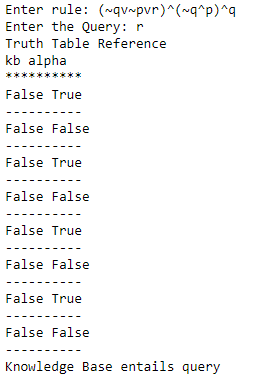 Enter rule: (~qv~pvr)^(~q^p)^q
Enter the Query: r
Truth Table Reference
kb alpha
**********
False True
----------
False False
----------
False True
----------
False False
----------
False True
----------
False False
----------
False True
----------
False False
----------
Knowledge Base entails query